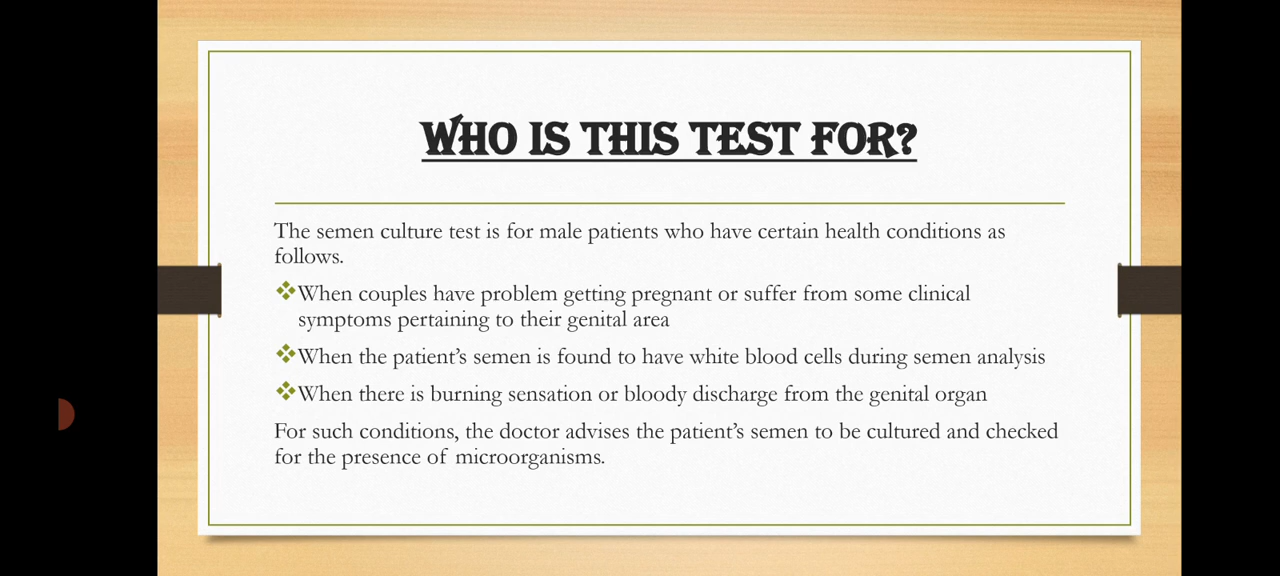 WHO IS THIS TEST FOR?
The semen culture test is for male patients who have certain health conditions as
follows.
When couples have problem getting pregnant or suffer from some clinical
symptoms pertaining to their genital area
When the patient's semen is found to have white blood cells during semen analysis
When there is burning sensation or bloody discharge from the genital organ
For such conditions, the doctor advises the patient's semen to be cultured and checked
for the presence of microorganisms.